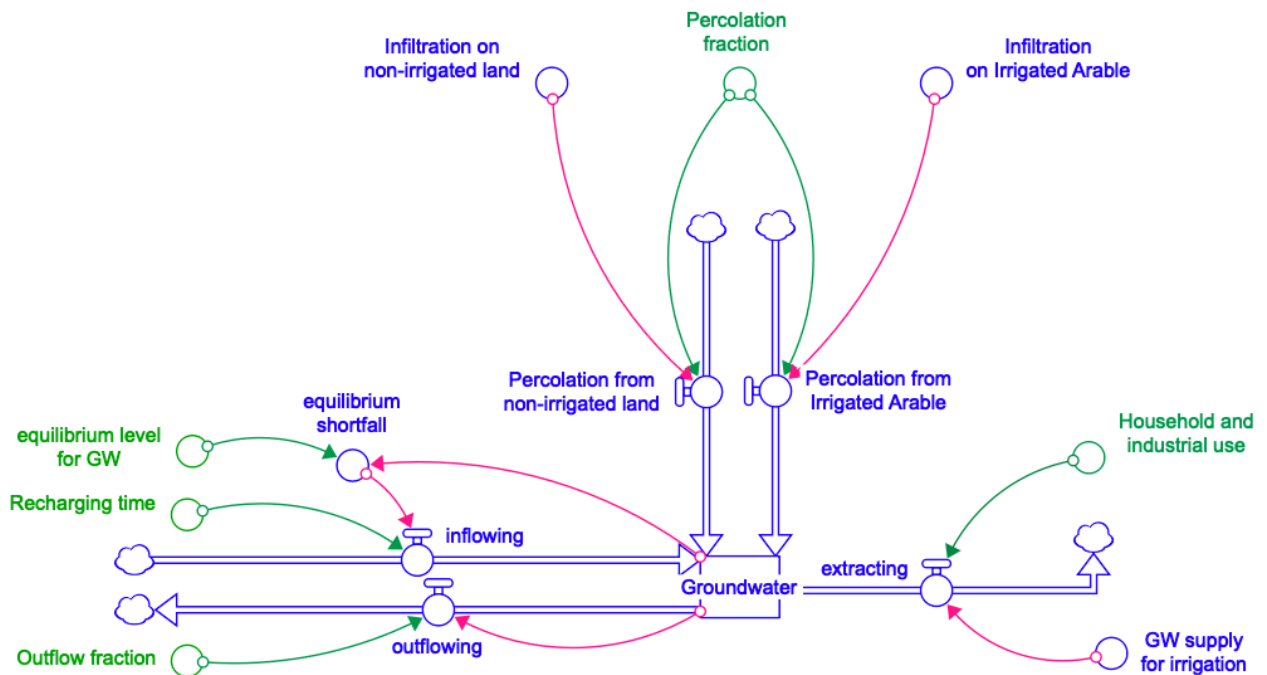 Percolation
fraction
Infiltration on
non-irrigated land
Infiltration
on Irrigated Arable
Percolation from
non-irrigated land
Percolation from
Irrigated Arable
equilibrium
shortfall
equilibrium level
for GW
Household and
industrial use
Recharging time
inflowing
Groundwater
extracting
outflowing
Outflow fraction
GW supply
for irrigation